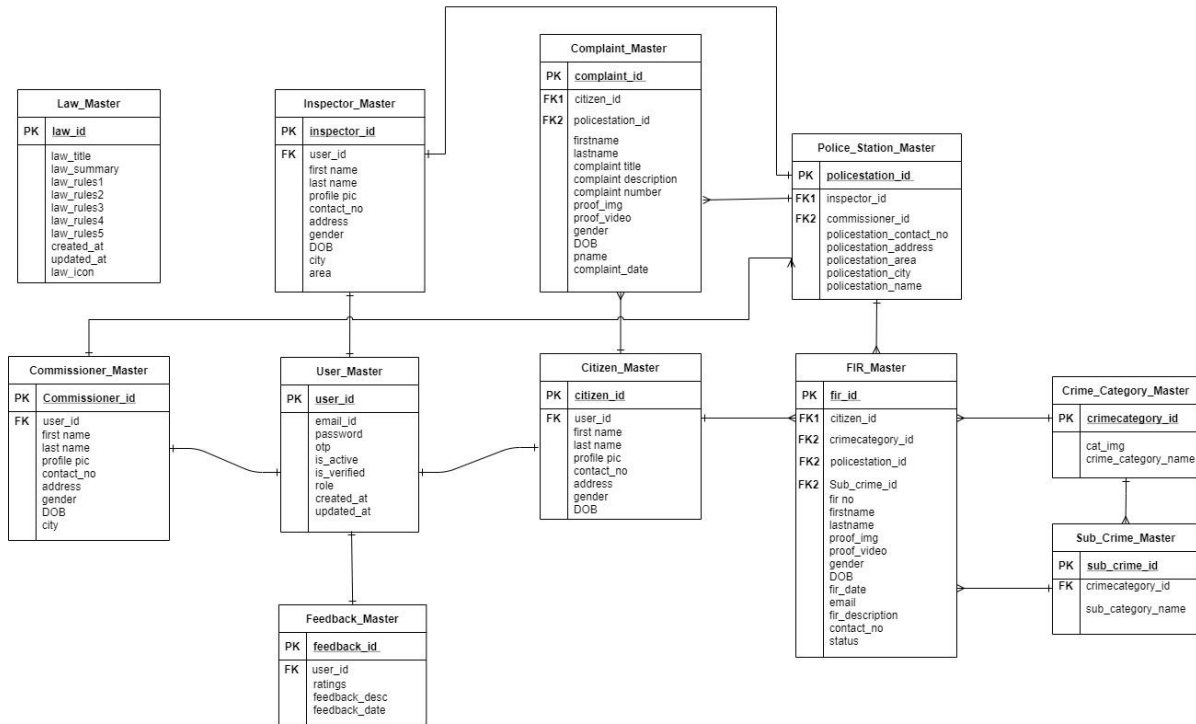 Law_Master
PK law_id
law_title
law_summary
law_rules1
law_rules2
law_rules3
law_rules4
law_rules5
created_at
updated_at
law_icon
Inspector_Master
PK inspector_id
FK user_id
first name
last name
profile pic
contact_no
address
gender
DOB
city
area
Complaint_Master
PK complaint_id
FK1 citizen_id
FK2 policestation_id
firstname
lastname
complaint title
complaint description
complaint number
proof_img
proof_video
gender
DOB
pname
complaint_date
Police_Station_Master
PK policestation_id
FK1 inspector_id
FK2 commissioner_id
policestation_contact_no
policestation_address
policestation_area
policestation_city
policestation_name
Commissioner_Master
PK Commissioner_id
FK user_id
first name
last name
profile pic
contact_no
address
gender
DOB
city
User_Master
PK user_id
email_id
password
otp
is_active
is_verified
role
created_at
updated_at
Citizen_Master
PK citizen_id
FK user_id
first name
last name
profile pic
contact_no
address
gender
DOB
FIR_Master
PK fir_id
FK1 citizen_id
FK2 crimecategory_id
FK2 policestation_id
FK2 Sub_crime_id
fir no
firstname
lastname
proof_img
proof_video
gender
DOB
fir_date
email
fir_description
contact_no
status
Crime_Category_Master
PK crimecategory_id
cat_img
crime_category_name
Sub_Crime_Master
PK sub_crime_id
FK crimecategory_id
sub_category_name
Feedback_Master
PK feedback_id
FK user_id
ratings
feedback_desc
feedback_date